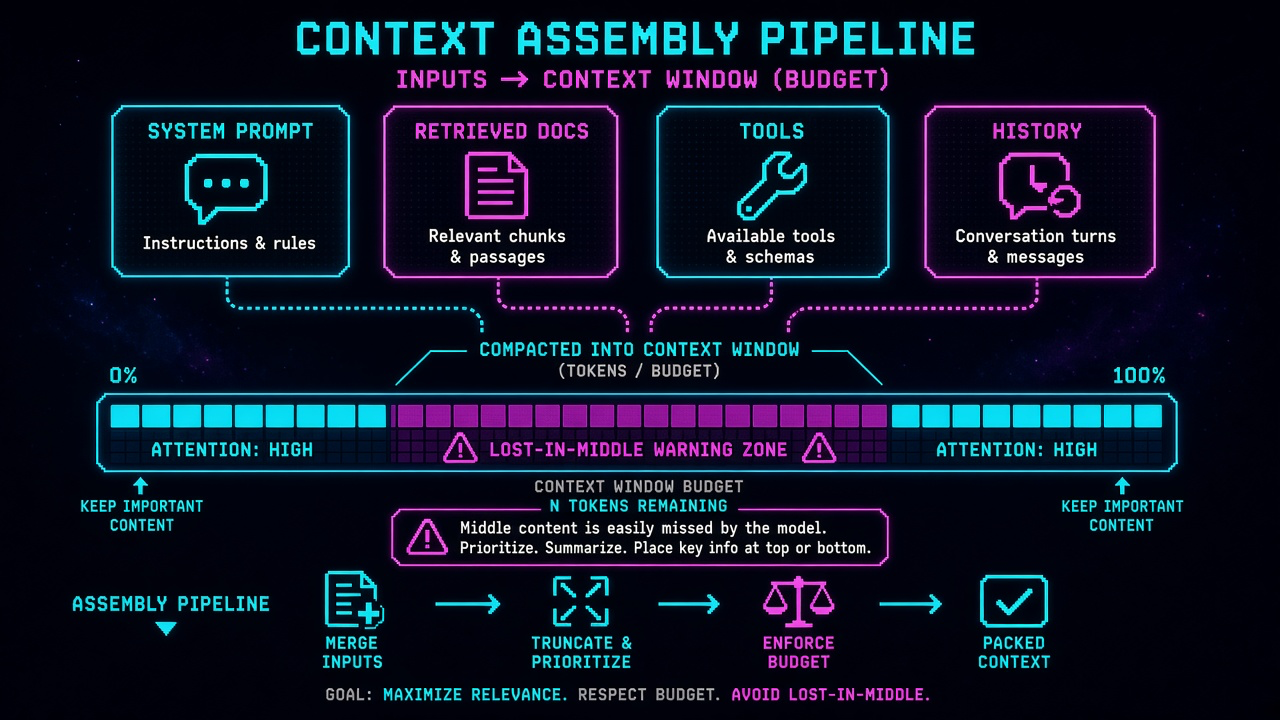 CONTEXT ASSEMBLY PIPELINE
INPUTS → CONTEXT WINDOW (BUDGET)
SYSTEM PROMPT
Instructions & rules
RETRIEVED DOCS
Relevant chunks
& passages
TOOLS
Available tools
& schemas
HISTORY
Conversation turns
& messages
COMPACTED INTO CONTEXT WINDOW
(TOKENS / BUDGET)
0%
100%
ATTENTION: HIGH
LOST-IN-MIDDLE WARNING ZONE
ATTENTION: HIGH
KEEP IMPORTANT
CONTENT
CONTEXT WINDOW BUDGET
N TOKENS REMAINING
KEEP IMPORTANT
CONTENT
Middle content is easily missed by the model.
Prioritize. Summarize. Place key info at top or bottom.
ASSEMBLY PIPELINE
MERGE
INPUTS
TRUNCATE &
PRIORITIZE
ENFORCE
BUDGET
PACKED
CONTEXT
GOAL: MAXIMIZE RELEVANCE. RESPECT BUDGET. AVOID LOST-IN-MIDDLE.